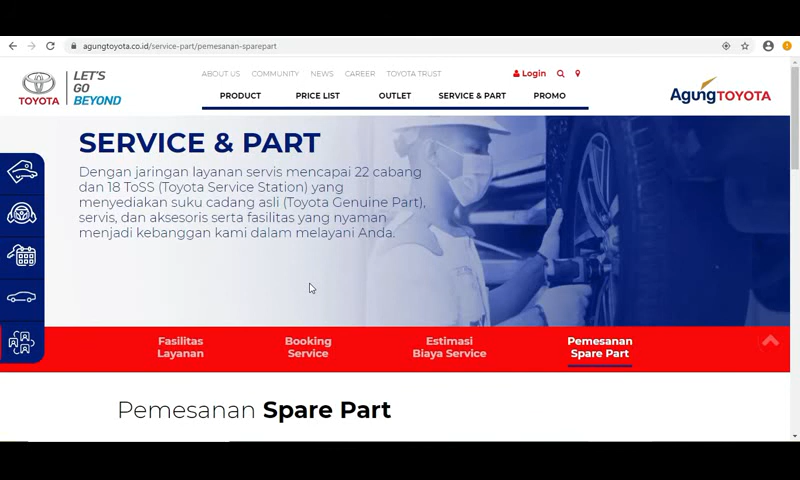 agungtoyota.co.id/service-part/pemesanan-sparepart
TOYOTA
LET'S
GO
BEYOND
ABOUT US COMMUNITY NEWS CAREER TOYOTA TRUST
Login
PRODUCT PRICE LIST OUTLET SERVICE & PART PROMO
AgungTOYOTA
SERVICE & PART
Dengan jaringan layanan servis mencapai 22 cabang
dan 18 ToSS (Toyota Service Station) yang
menyediakan suku cadang asli (Toyota Genuine Part),
servis, dan aksesoris serta fasilitas yang nyaman
menjadi kebanggan kami dalam melayani Anda.
Fasilitas
Layanan
Booking
Service
Estimasi
Biaya Service
Pemesanan
Spare Part
Pemesanan Spare Part